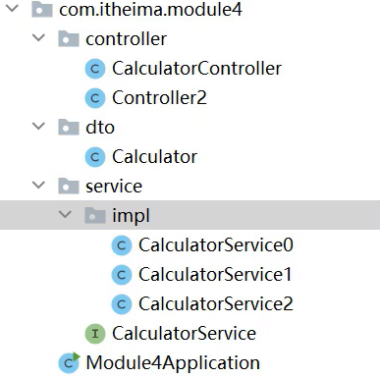 com.itheima.module4
controller
C CalculatorController
C Controller2
dto
C Calculator
service
impl
C CalculatorService0
C CalculatorService1
C CalculatorService2
I CalculatorService
C Module4Application